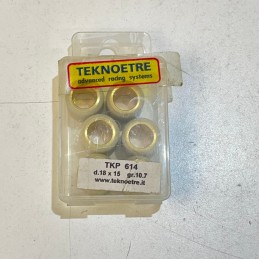 TEKNOETRE
advanced racing systems
TKP 614
d.18 x 15 gr.10,7
www.teknoetre.it